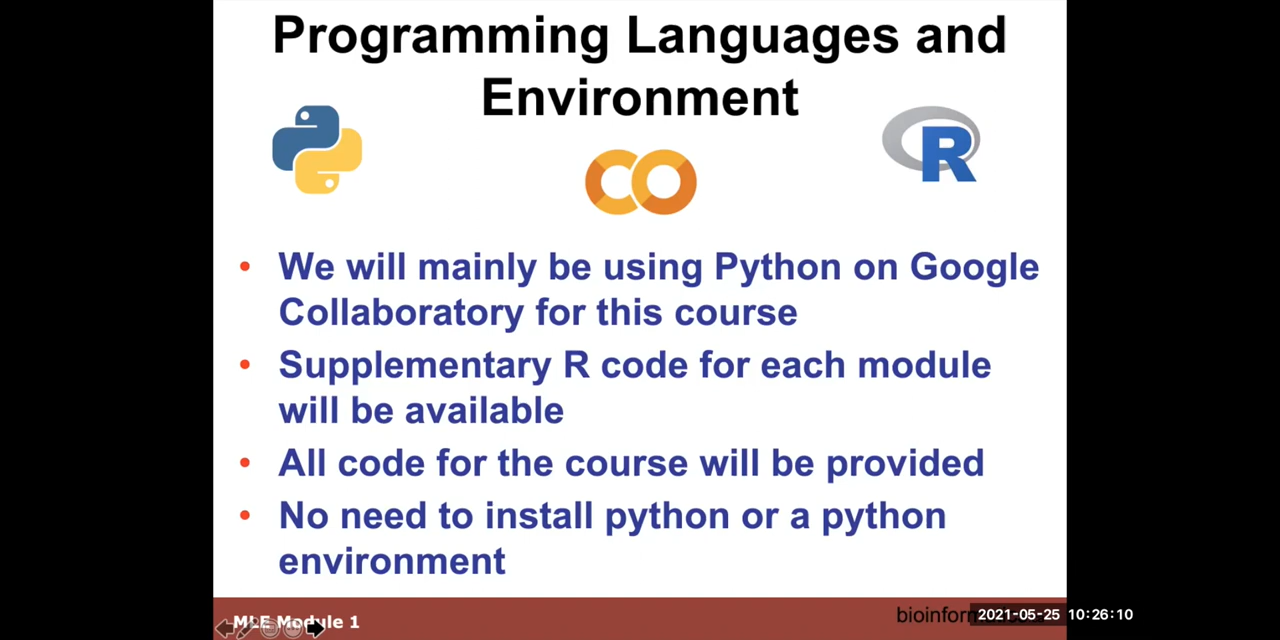 Programming Languages and
Environment
R
• We will mainly be using Python on Google
Collaboratory for this course
• Supplementary R code for each module
will be available
• All code for the course will be provided
• No need to install python or a python
environment
MLE Module 1
2021-05-25 10:26:10